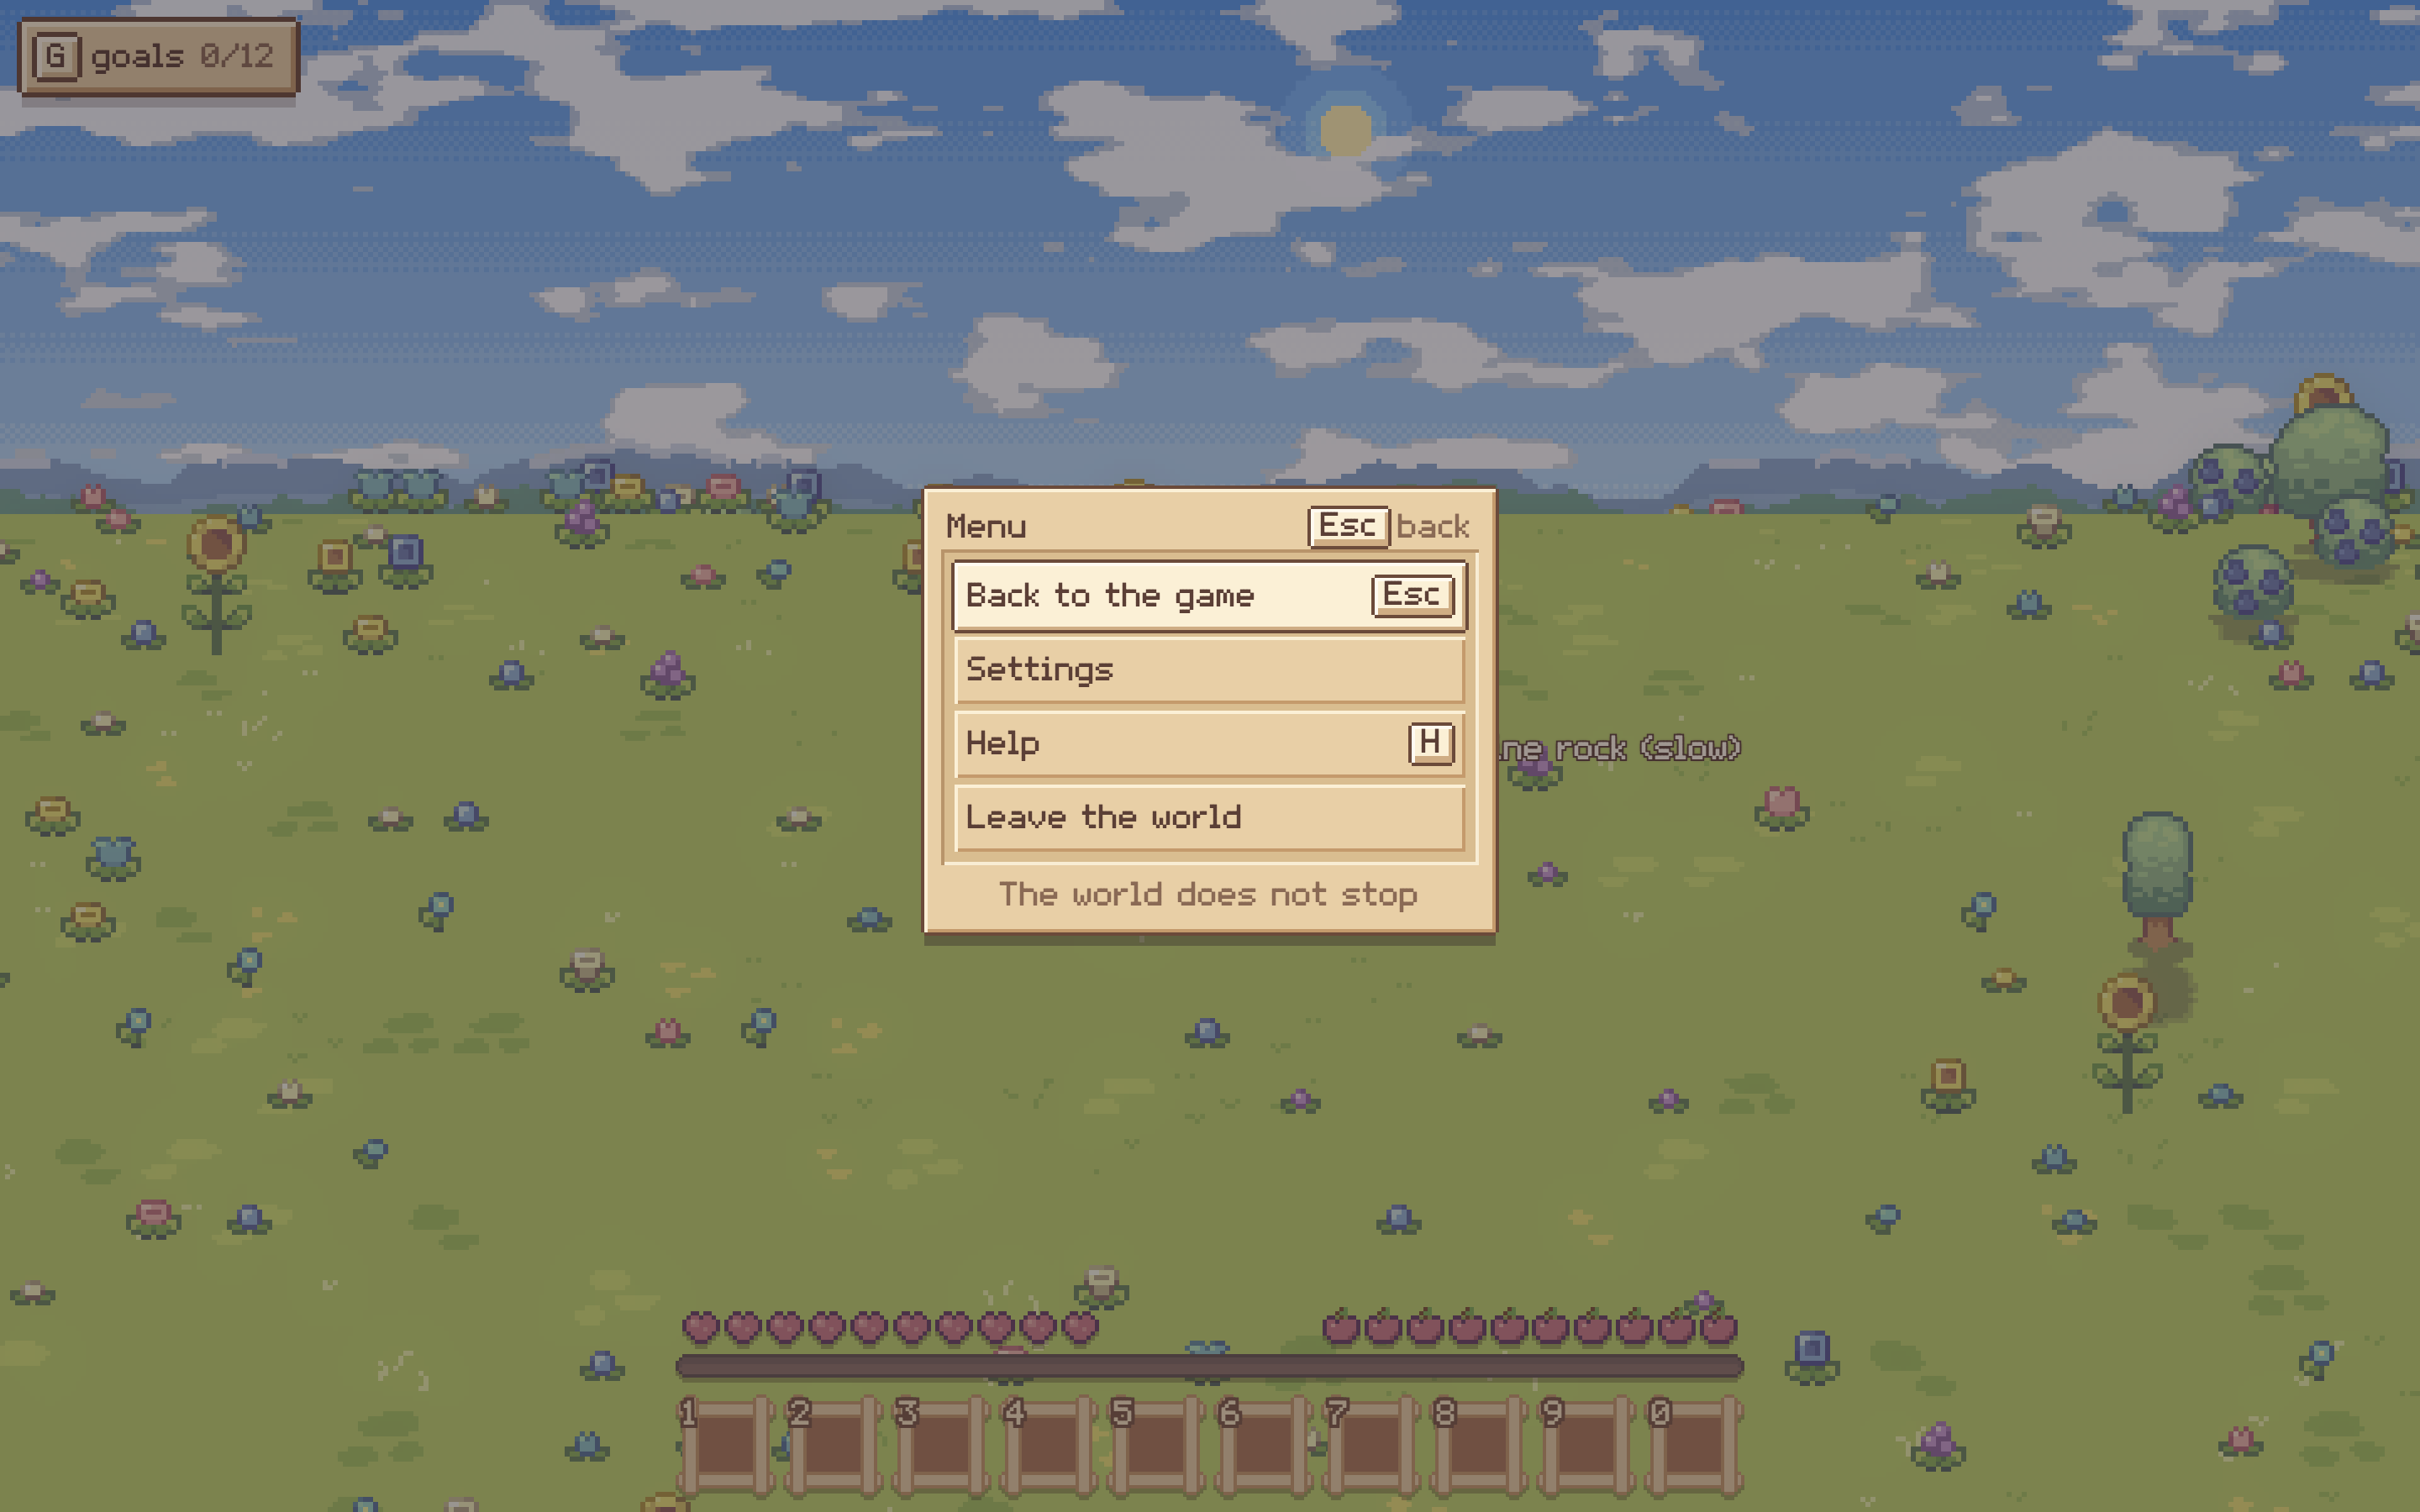 G goals 0/12
Menu Esc back
Back to the game Esc
Settings
Help H
rock (slow)
Leave the world
The world does not stop
1 2 3 4 5 6 7 8 9 0